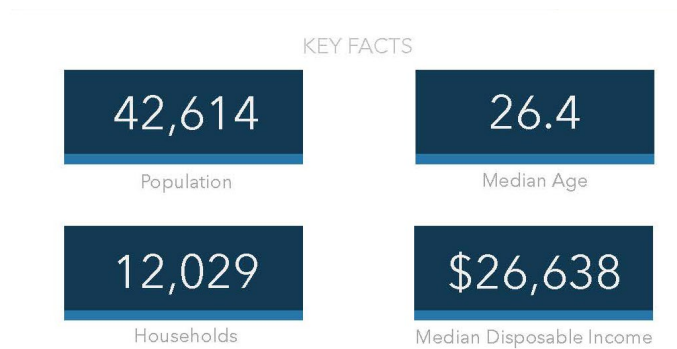 KEY FACTS
42,614
26.4
Population
Median Age
12,029
$26,638
Households
Median Disposable Income